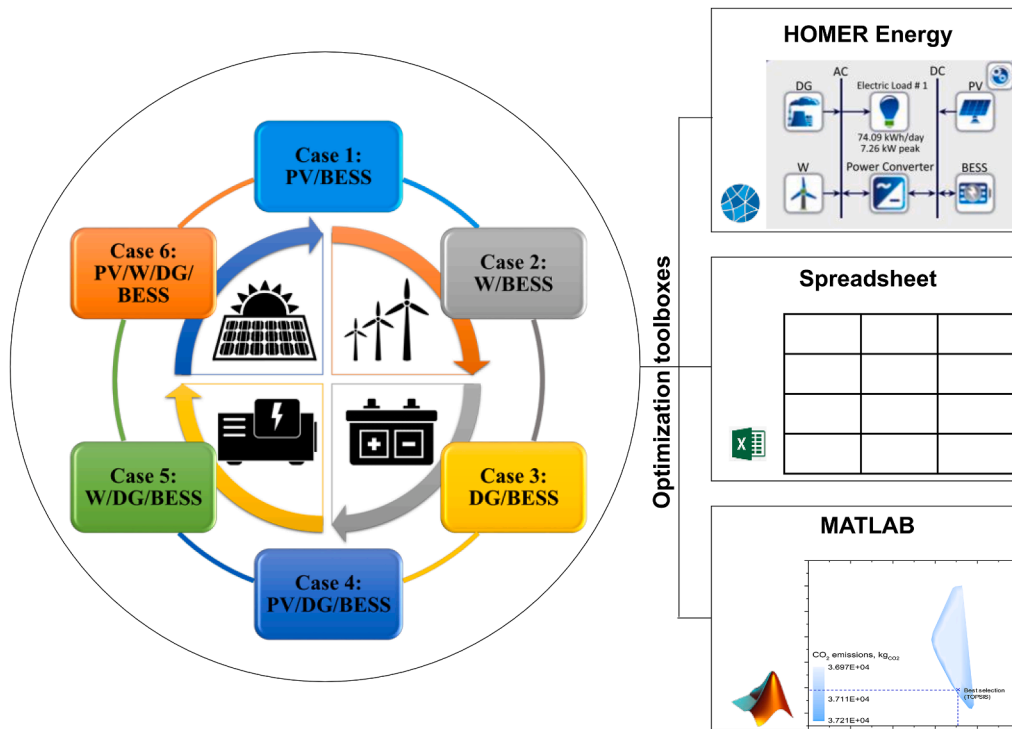 Case 1:
PV/BESS
Case 2:
W/BESS
Case 3:
DG/BESS
Case 4:
PV/DG/BESS
Case 5:
W/DG/BESS
Case 6:
PV/W/DG/
BESS
Optimization toolboxes
HOMER Energy
AC
DC
DG
Electric Load # 1
PV
74.09 kWh/day
7.26 kW peak
W
Power Converter
BESS
Spreadsheet
X
MATLAB
CO2 emissions, kgCO2
3.697E+04
3.711E+04
3.721E+04
Best selection
(TOPSIS)